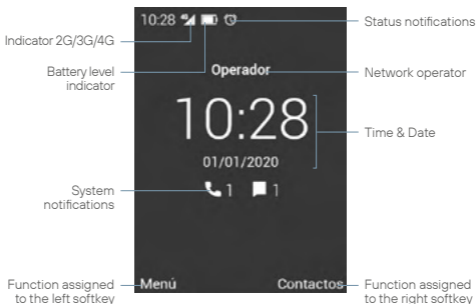 10:28
Status notifications
Indicator 2G/3G/4G
Battery level
indicator
Operador
Network operator
10:28
Time & Date
01/01/2020
System
notifications
1 1
Function assigned
to the left softkey
Menú
Contactos
Function assigned
to the right softkey